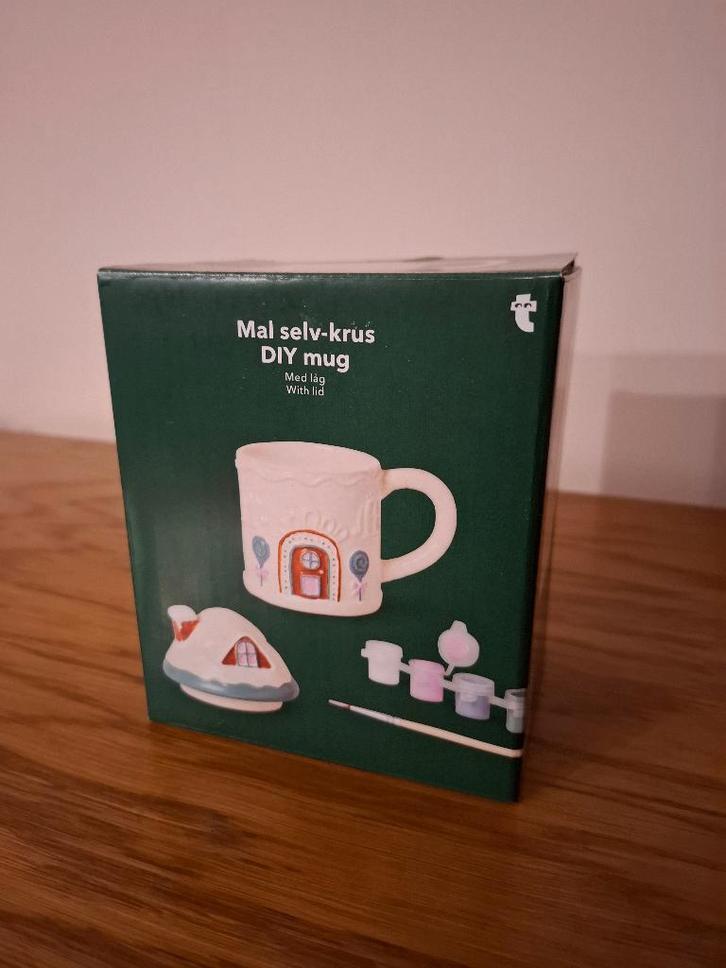 Mal selv-krus
DIY mug
Med låg
With lid